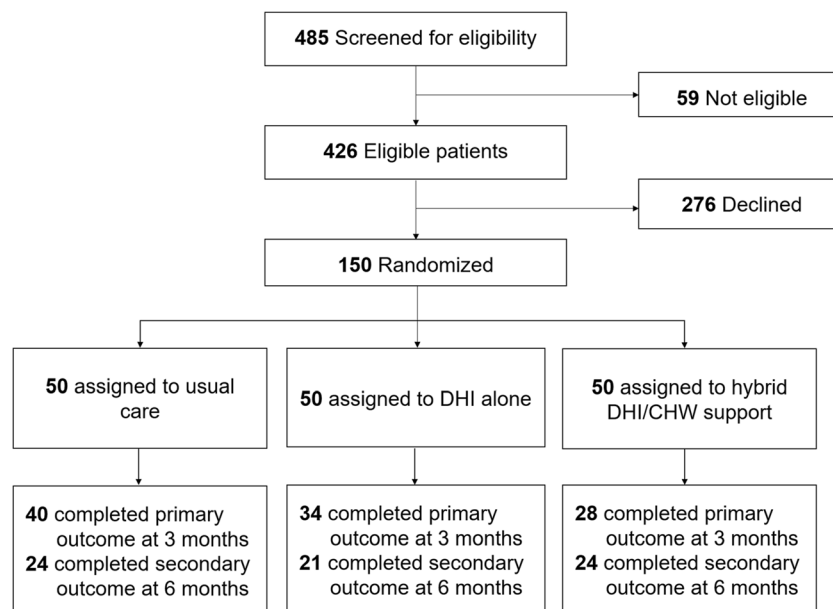 485 Screened for eligibility
59 Not eligible
426 Eligible patients
276 Declined
150 Randomized
50 assigned to usual
care
50 assigned to DHI alone
50 assigned to hybrid
DHI/CHW support
40 completed primary
outcome at 3 months
24 completed secondary
outcome at 6 months
34 completed primary
outcome at 3 months
21 completed secondary
outcome at 6 months
28 completed primary
outcome at 3 months
24 completed secondary
outcome at 6 months